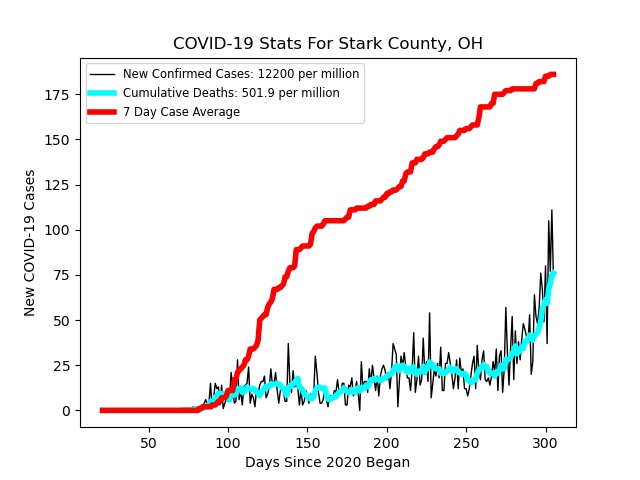 COVID-19 Stats For Stark County, OH
New Confirmed Cases: 12200 per million
Cumulative Deaths: 501.9 per million
7 Day Case Average
New COVID-19 Cases
175
150
125
100
75
50
25
0
50 100 150 200 250 300
Days Since 2020 Began